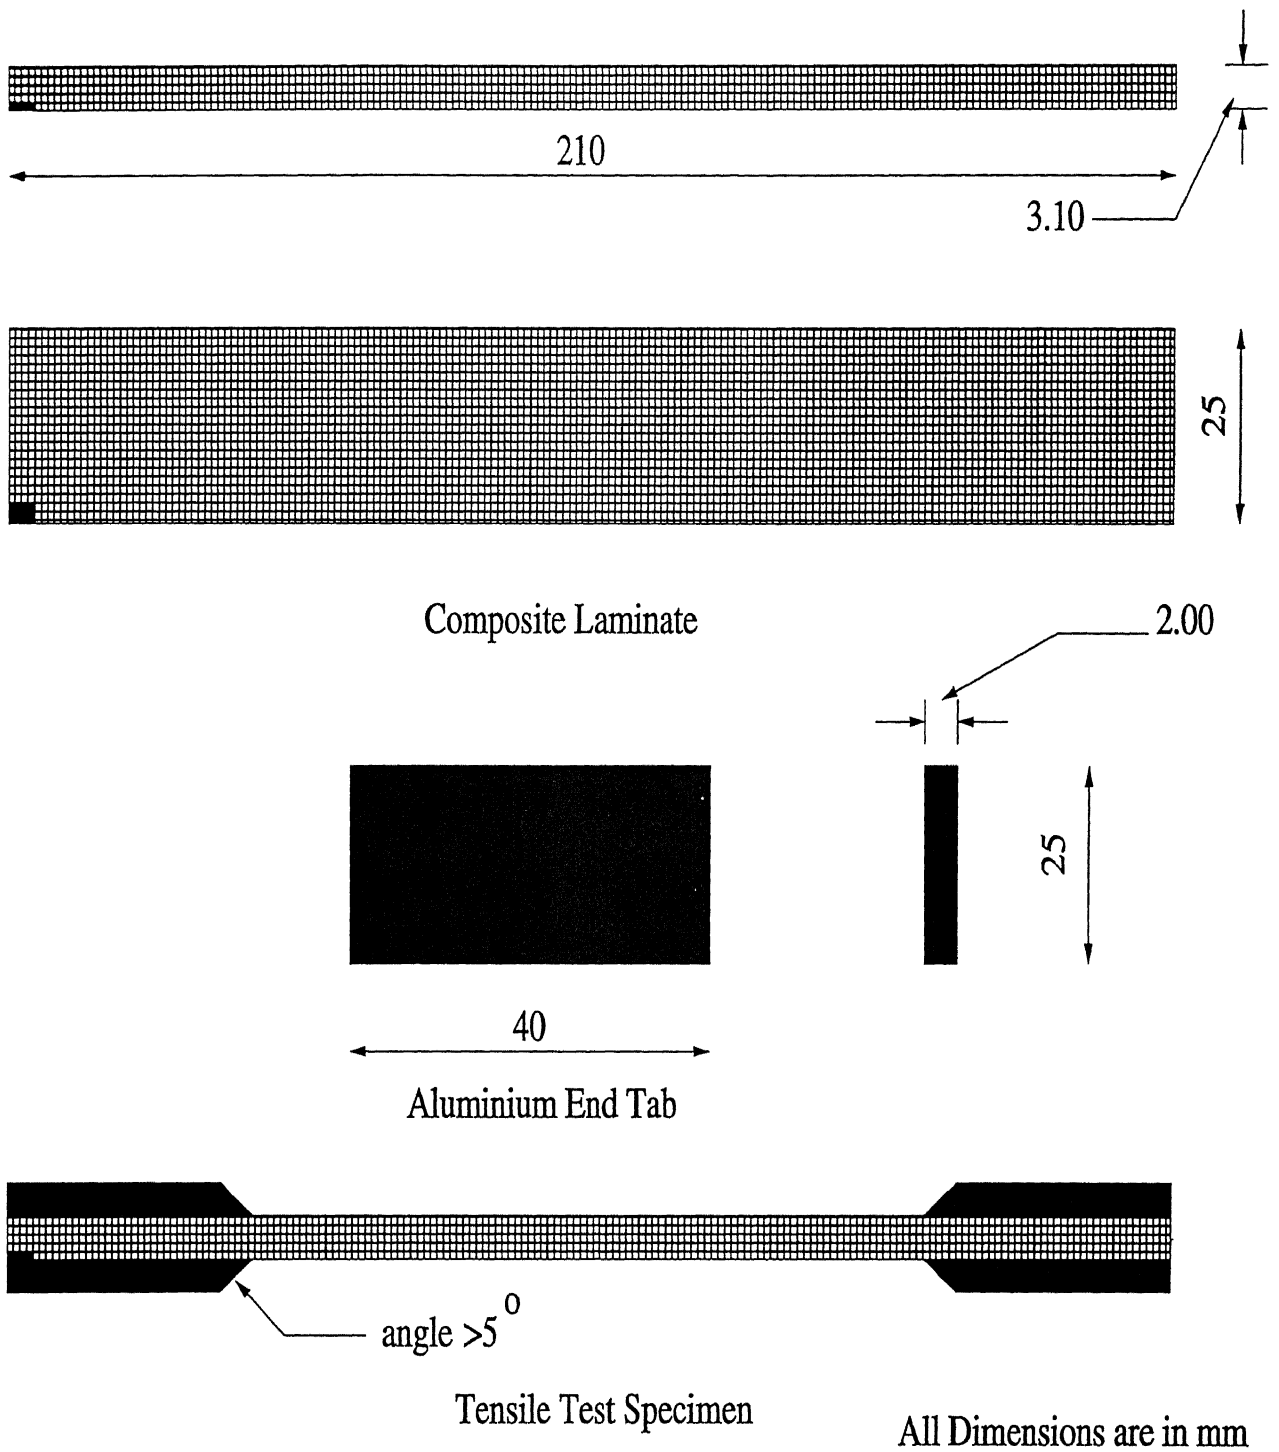 210
3.10
25
Composite Laminate
2.00
25
40
Aluminium End Tab
angle >5°
Tensile Test Specimen
All Dimensions are in mm